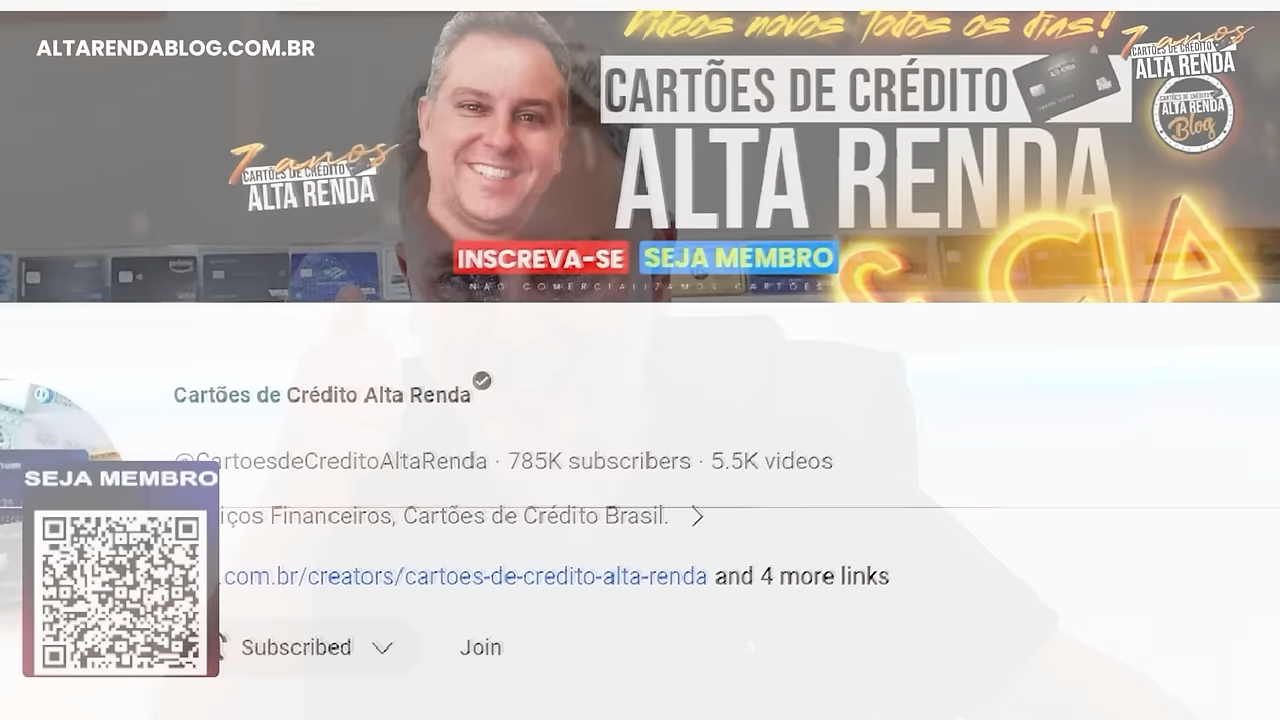 Vídeos novos Todos os dias!
ALTARENDABLOG.COM.BR
7 anos
CARTÕES DE CRÉDITO
ALTA RENDA
CARTÕES DE CRÉDITO
ALTA RENDA
CARTÕES DE CRÉDITO
ALTA RENDA
Blog
7 anos
CARTÕES DE CRÉDITO
ALTA RENDA
INSCREVA-SE
SEJA MEMBRO
& CIA
NÃO COMERCIALIZAMOS CARTÕES
Cartões de Crédito Alta Renda
@CartoesdeCreditoAltaRenda · 785K subscribers · 5.5K videos
SEJA MEMBRO
iços Financeiros, Cartões de Crédito Brasil.
.com.br/creators/cartoes-de-credito-alta-renda and 4 more links
Subscribed
Join